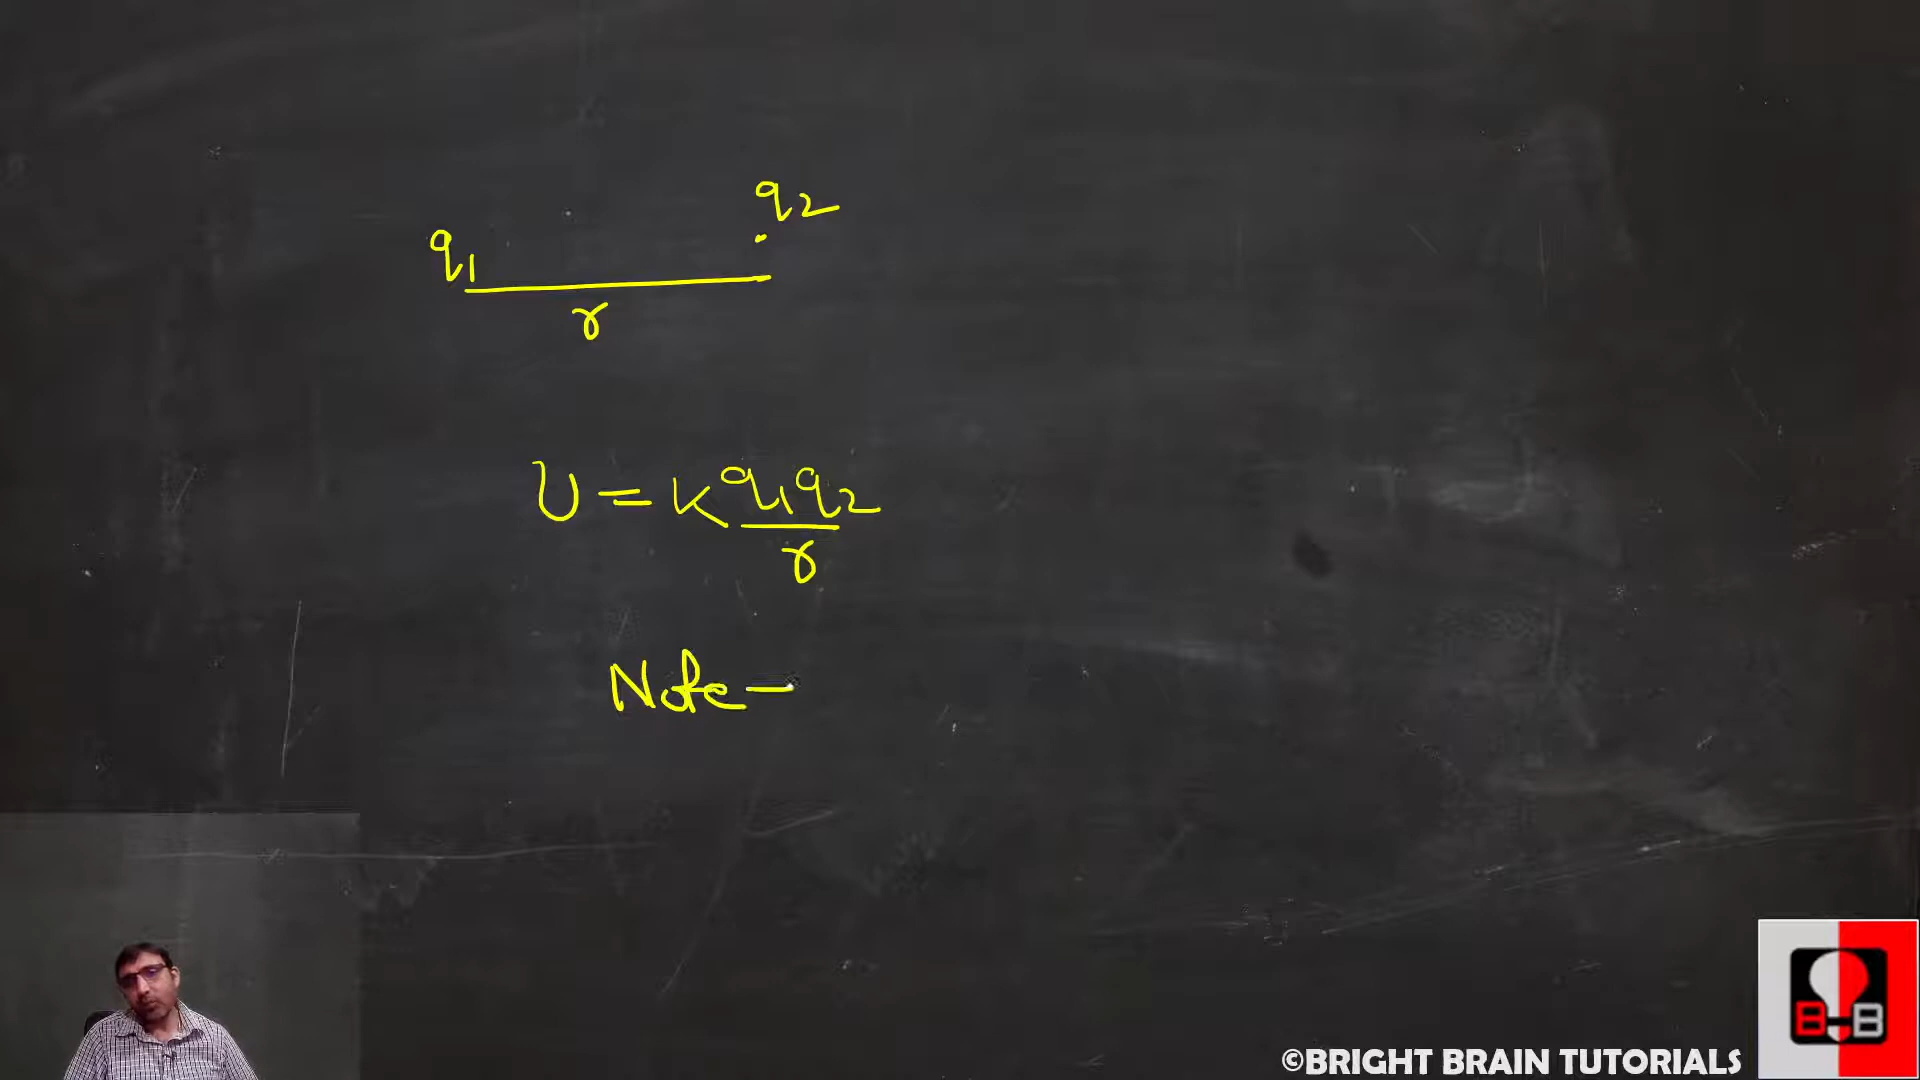 q2
q1
r
U = K q1q2
r
Note -
B-B
©BRIGHT BRAIN TUTORIALS